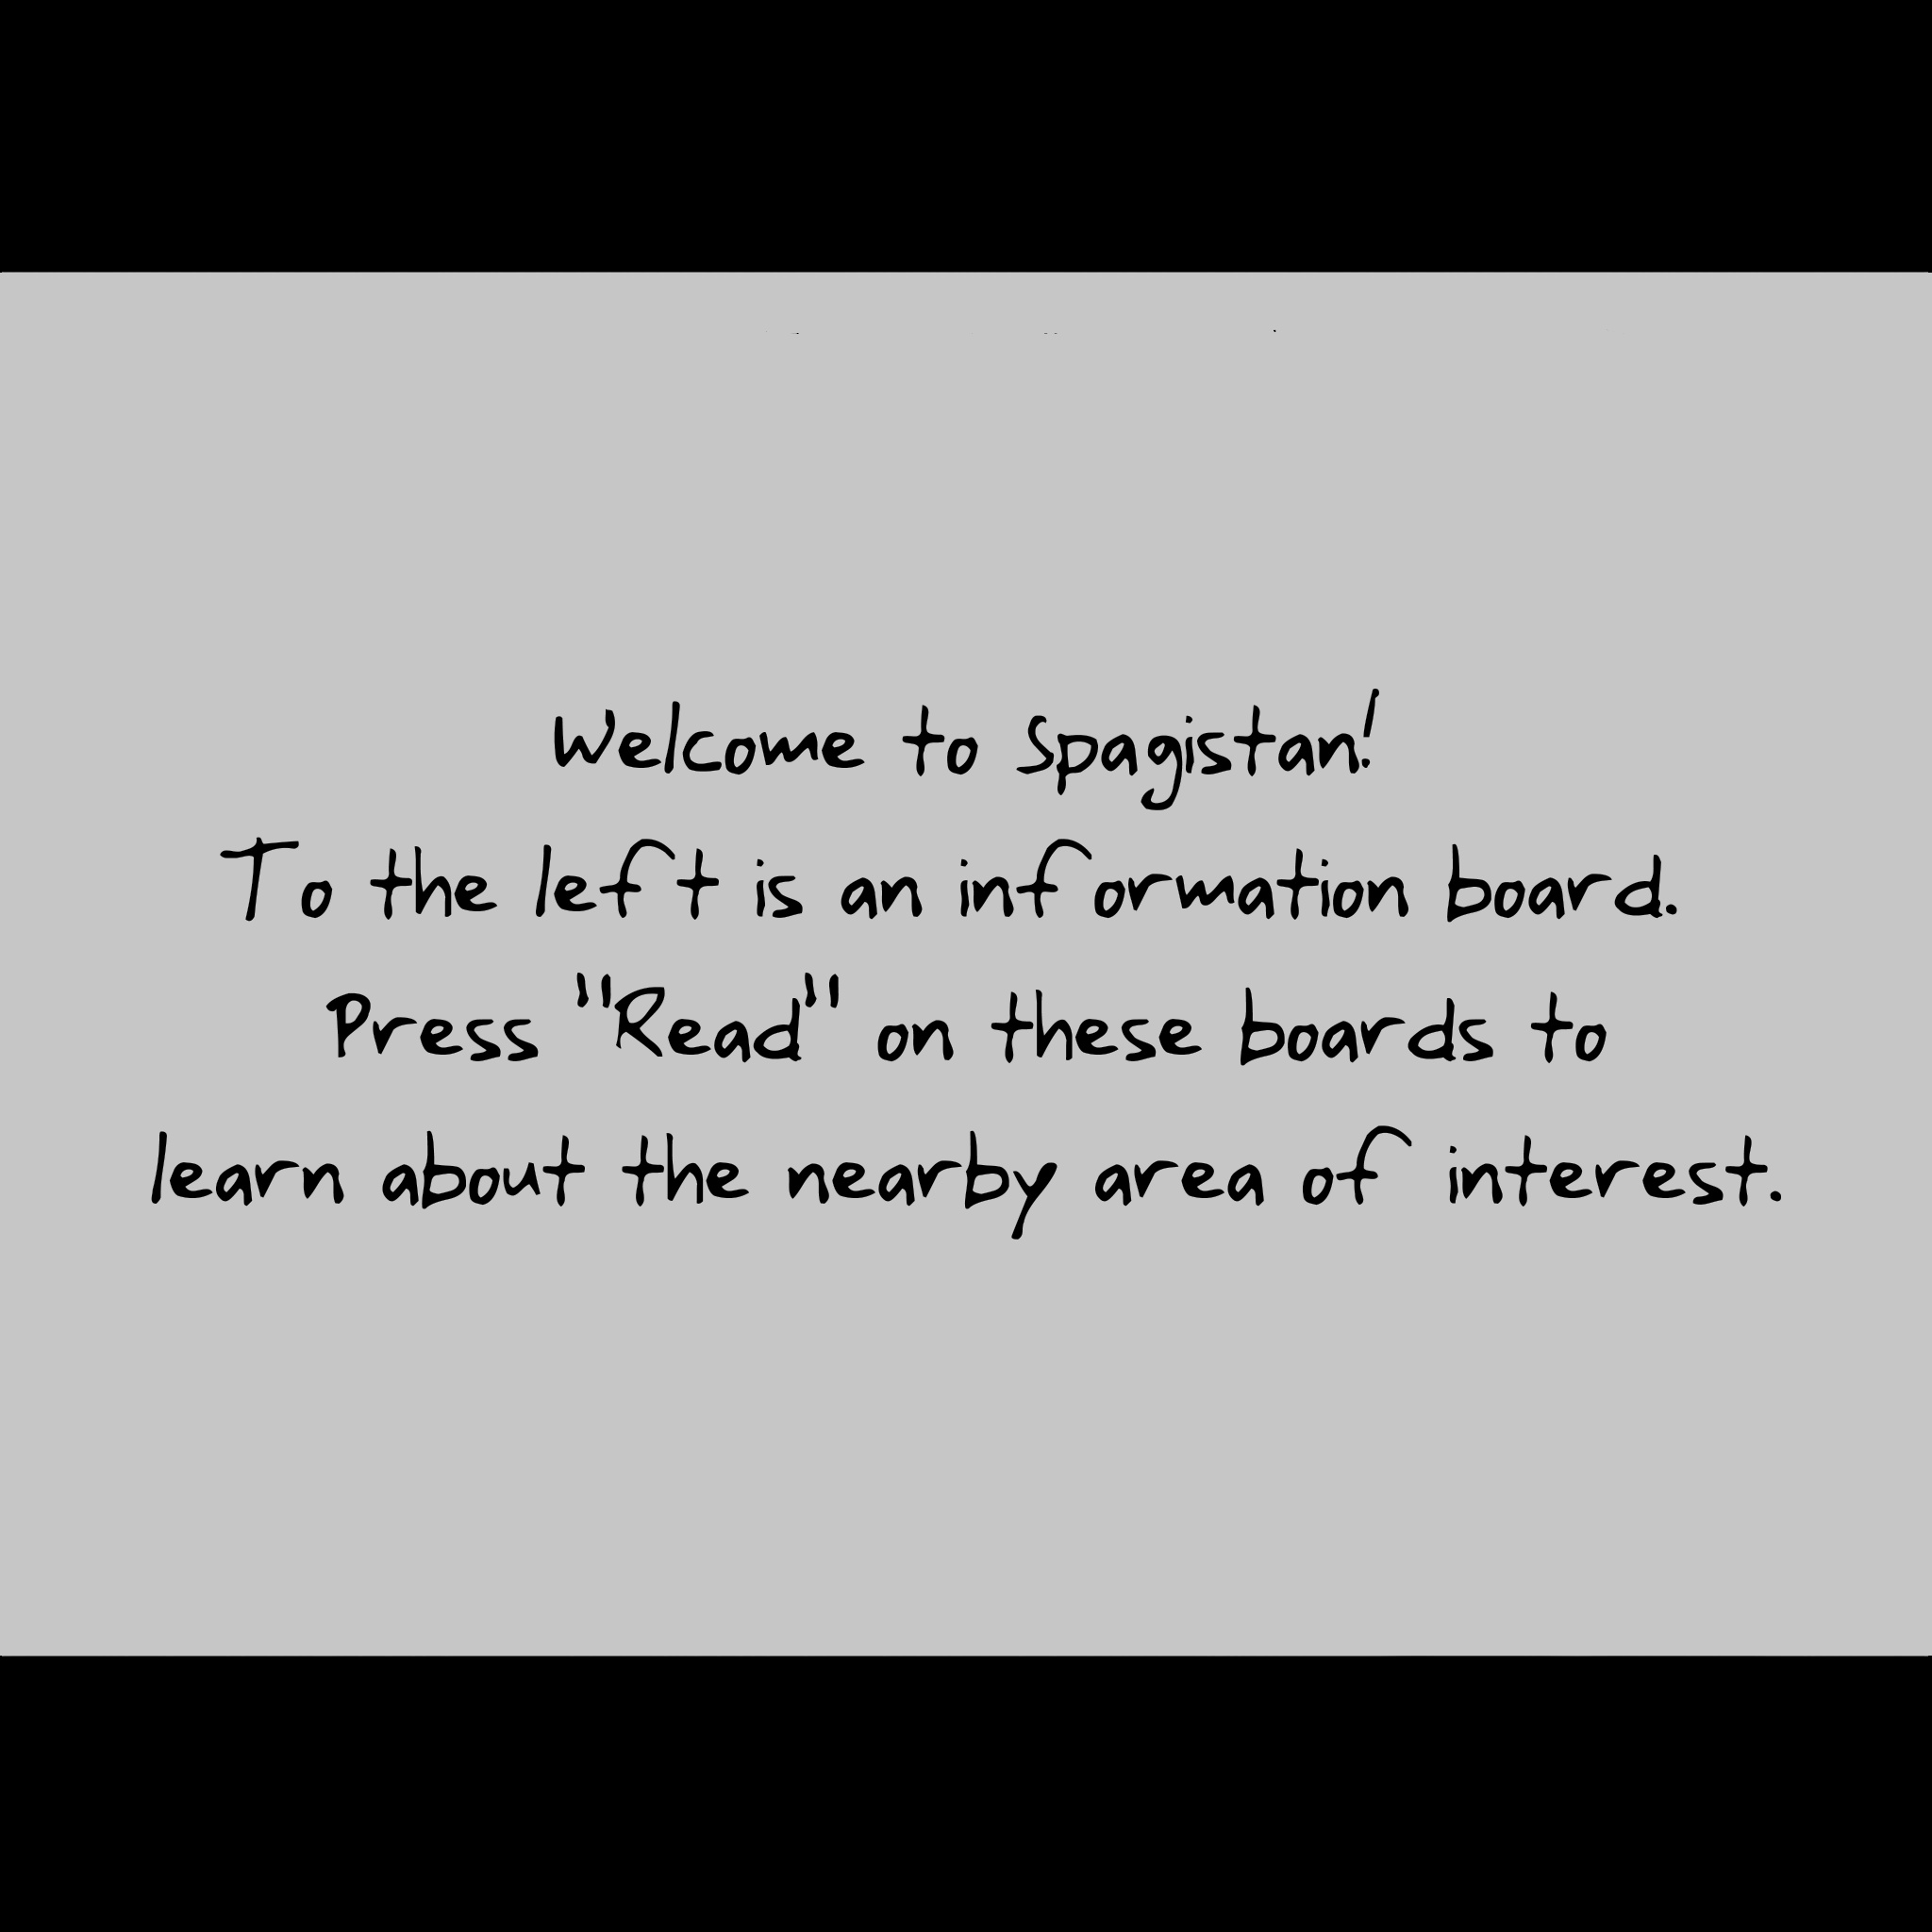 Welcome to Spagistan!
To the left is an information board.
Press "Read" on these boards to
learn about the nearby area of interest.